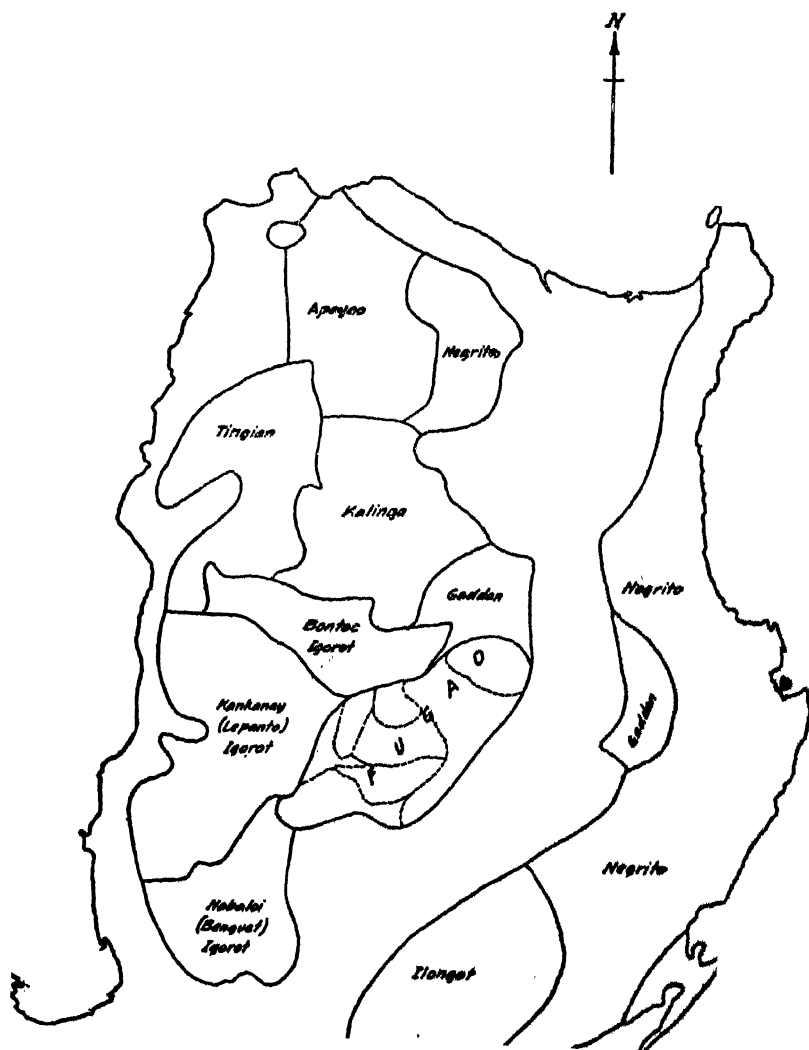 N
Apayao
Negrito
Tingian
Kalinga
Negrito
Gaddan
Bontoc
Igorot
O
A
Kankanay
(Lepanto)
Igorot
G
U
F
Gaddan
Negrito
Nabaloi
(Benguet)
Igorot
Ilongot